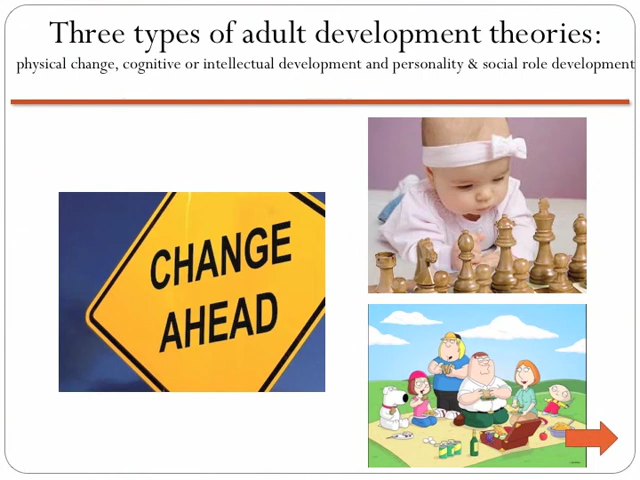 Three types of adult development theories:
physical change, cognitive or intellectual development and personality & social role development
CHANGE
AHEAD